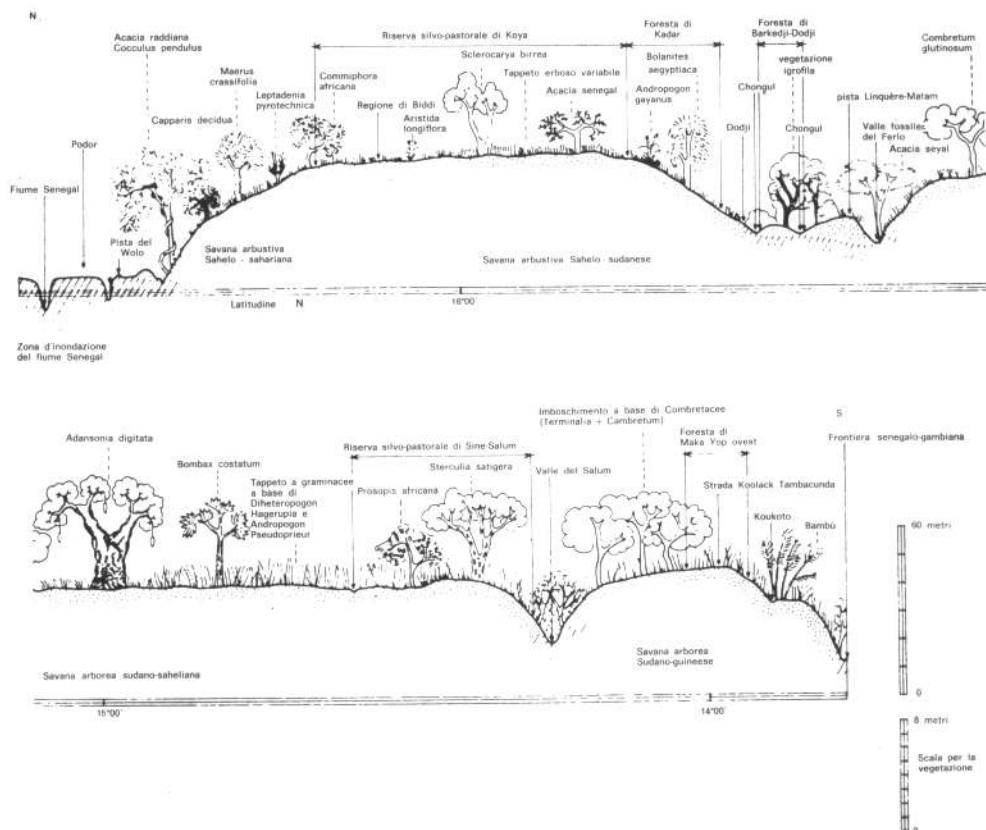 N
Acacia raddiana
Cocculus pendulus
Riserva silvo-pastorale di Koya
Foresta di
Kadar
Foresta di
Barkedji-Dodji
Combretum
glutinosum
Sclerocarya birrea
Maerus
crassifolia
Commiphora
africana
Tappeto erboso variabile
Bolanites
aegyptiaca
vegetazione
igrofila
Leptadenia
pyrotechnica
Regione di Biddi
Acacia senegal
Andropogon
gayanus
Chongul
pista Linquère-Matam
Capparis decidua
Aristida
longiflora
Dodji
Chongul
Valle fossile
del Ferlo
Podor
Acacia seyal
Fiume Senegal
Pista del
Wolo
Savana arbustiva
Sahelo - sahariana
Savana arbustiva Sahelo-sudanese
Latitudine N
16°00
Zona d'inondazione
del fiume Senegal
Imboschimento a base di Combretacee
(Terminalia + Cambretum)
S
Adansonia digitata
Riserva silvo-pastorale di Sine-Salum
Foresta di
Maka Yop ovest
Frontiera senegalo-gambiana
Bombax costatum
Sterculia satigera
Valle del Salum
Tappeto a graminacee
a base di
Diheteropogon
Hagerupia e
Andropogon
Pseudoprieur
Prosopis africana
Strada Koolack Tambacunda
Koukoto
Bambù
60 metri
0
Savana arborea sudano-saheliana
Savana arborea
Sudano-guineese
15°00
14°00
8 metri
Scala per la
vegetazione
0